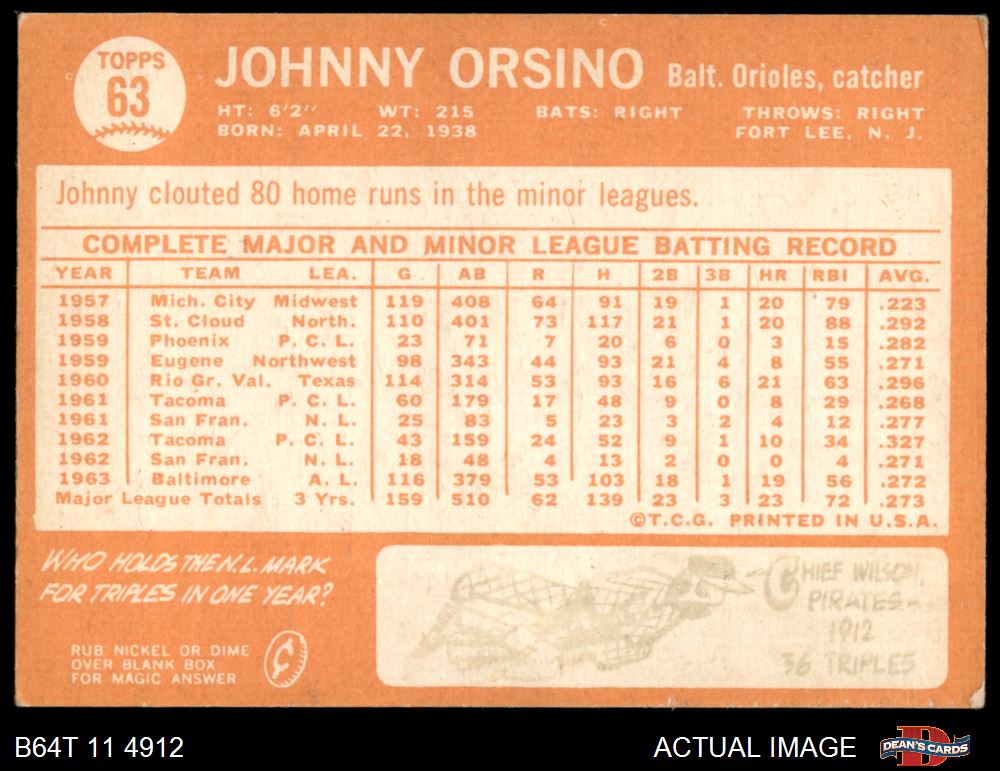 TOPPS
63
JOHNNY ORSINO Balt. Orioles, catcher
HT: 6'2" WT: 215 BATS: RIGHT THROWS: RIGHT
BORN: APRIL 22, 1938 FORT LEE, N. J.
Johnny clouted 80 home runs in the minor leagues.
COMPLETE MAJOR AND MINOR LEAGUE BATTING RECORD
YEAR TEAM LEA. G AB R H 2B 3B HR RBI AVG.
1957 Mich. City Midwest 119 408 64 91 19 1 20 79 .223
1958 St. Cloud North. 110 401 73 117 21 1 20 88 .292
1959 Phoenix P. C. L. 23 71 7 20 6 0 3 15 .282
1959 Eugene Northwest 98 343 44 93 21 4 8 55 .271
1960 Rio Gr. Val. Texas 114 314 53 93 16 6 21 63 .296
1961 Tacoma P. C. L. 60 179 17 48 9 0 8 29 .268
1961 San Fran. N. L. 25 83 5 23 3 2 4 12 .277
1962 Tacoma P. C. L. 43 159 24 52 9 1 10 34 .327
1962 San Fran. N. L. 18 48 4 13 2 0 0 4 .271
1963 Baltimore A. L. 116 379 53 103 18 1 19 56 .272
Major League Totals 3 Yrs. 159 510 62 139 23 3 23 72 .273
©T.C.G. PRINTED IN U.S.A.
WHO HOLDS THE N.L. MARK
FOR TRIPLES IN ONE YEAR?
RUB NICKEL OR DIME
OVER BLANK BOX
FOR MAGIC ANSWER
¢
CHIEF WILSON,
PIRATES-
1912
36 TRIPLES
B64T 11 4912
ACTUAL IMAGE
D
DEAN'S CARDS